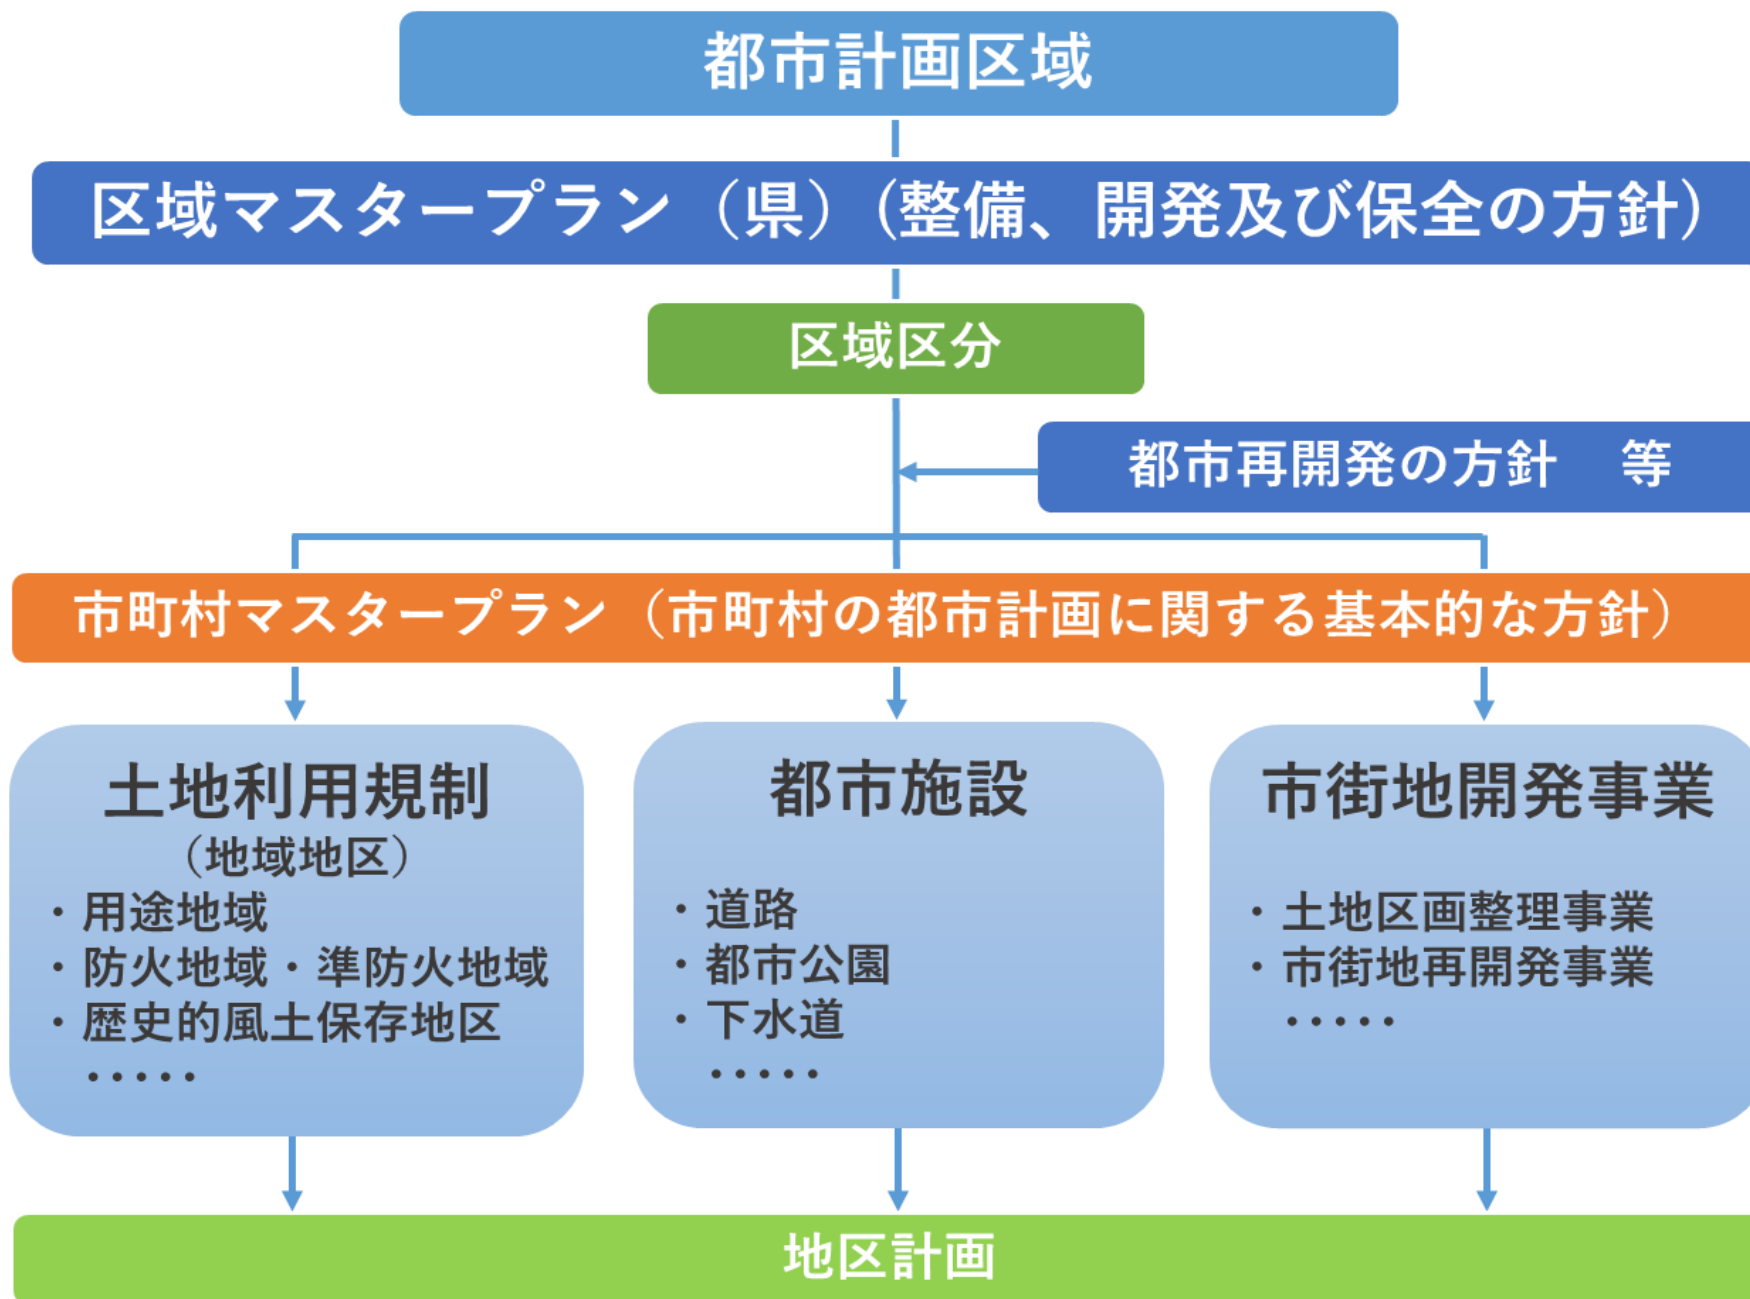 都市計画区域
区域マスタープラン（県）(整備、開発及び保全の方針)
区域区分
都市再開発の方針　等
市町村マスタープラン（市町村の都市計画に関する基本的な方針）
土地利用規制
（地域地区）
・用途地域
・防火地域・準防火地域
・歴史的風土保存地区
・・・・・
都市施設
・道路
・都市公園
・下水道
・・・・・
市街地開発事業
・土地区画整理事業
・市街地再開発事業
・・・・・
地区計画